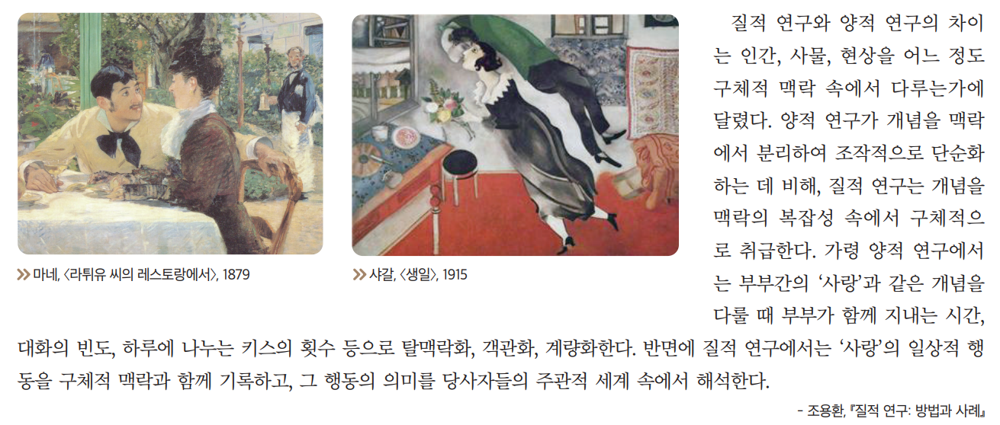 질적 연구와 양적 연구의 차이
는 인간, 사물, 현상을 어느 정도
구체적 맥락 속에서 다루는가에
달렸다. 양적 연구가 개념을 맥락
에서 분리하여 조작적으로 단순화
하는 데 비해, 질적 연구는 개념을
맥락의 복잡성 속에서 구체적으
로 취급한다. 가령 양적 연구에서
는 부부간의 ‘사랑’과 같은 개념을
다룰 때 부부가 함께 지내는 시간,
대화의 빈도, 하루에 나누는 키스의 횟수 등으로 탈맥락화, 객관화, 계량화한다. 반면에 질적 연구에서는 ‘사랑’의 일상적 행
동을 구체적 맥락과 함께 기록하고, 그 행동의 의미를 당사자들의 주관적 세계 속에서 해석한다.
- 조용환, 『질적 연구: 방법과 사례』
마네, 〈라튀유 씨의 레스토랑에서〉, 1879
샤갈, 〈생일〉, 1915